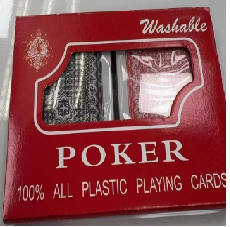 Washable
POKER
100% ALL PLASTIC PLAYING CARDS